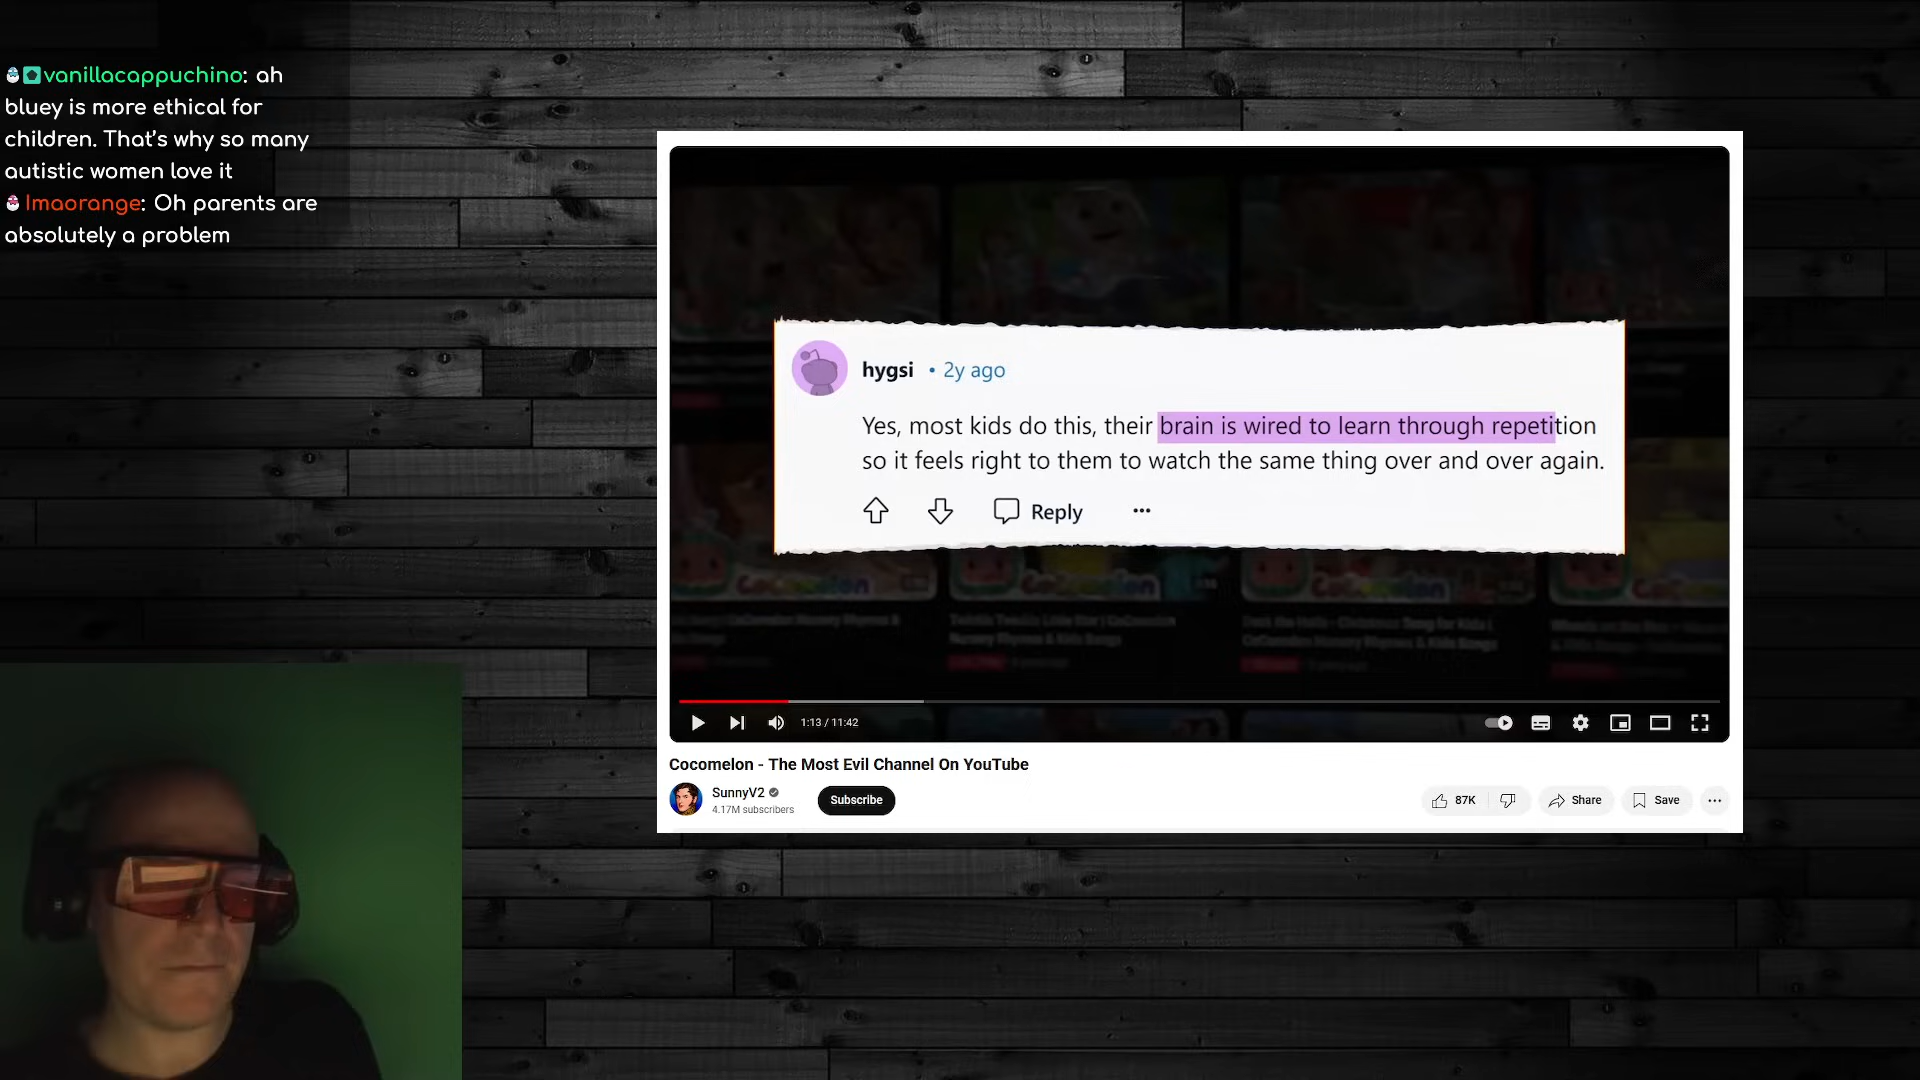 vanillacappuchino: ah
bluey is more ethical for
children. That's why so many
autistic women love it
lmaorange: Oh parents are
absolutely a problem
hygsi • 2y ago
Yes, most kids do this, their brain is wired to learn through repetition
so it feels right to them to watch the same thing over and over again.
Reply
CoComelon CoComelon CoComelon
1:13 / 11:42
Cocomelon - The Most Evil Channel On YouTube
SunnyV2
4.17M subscribers
Subscribe
87K
Share
Save